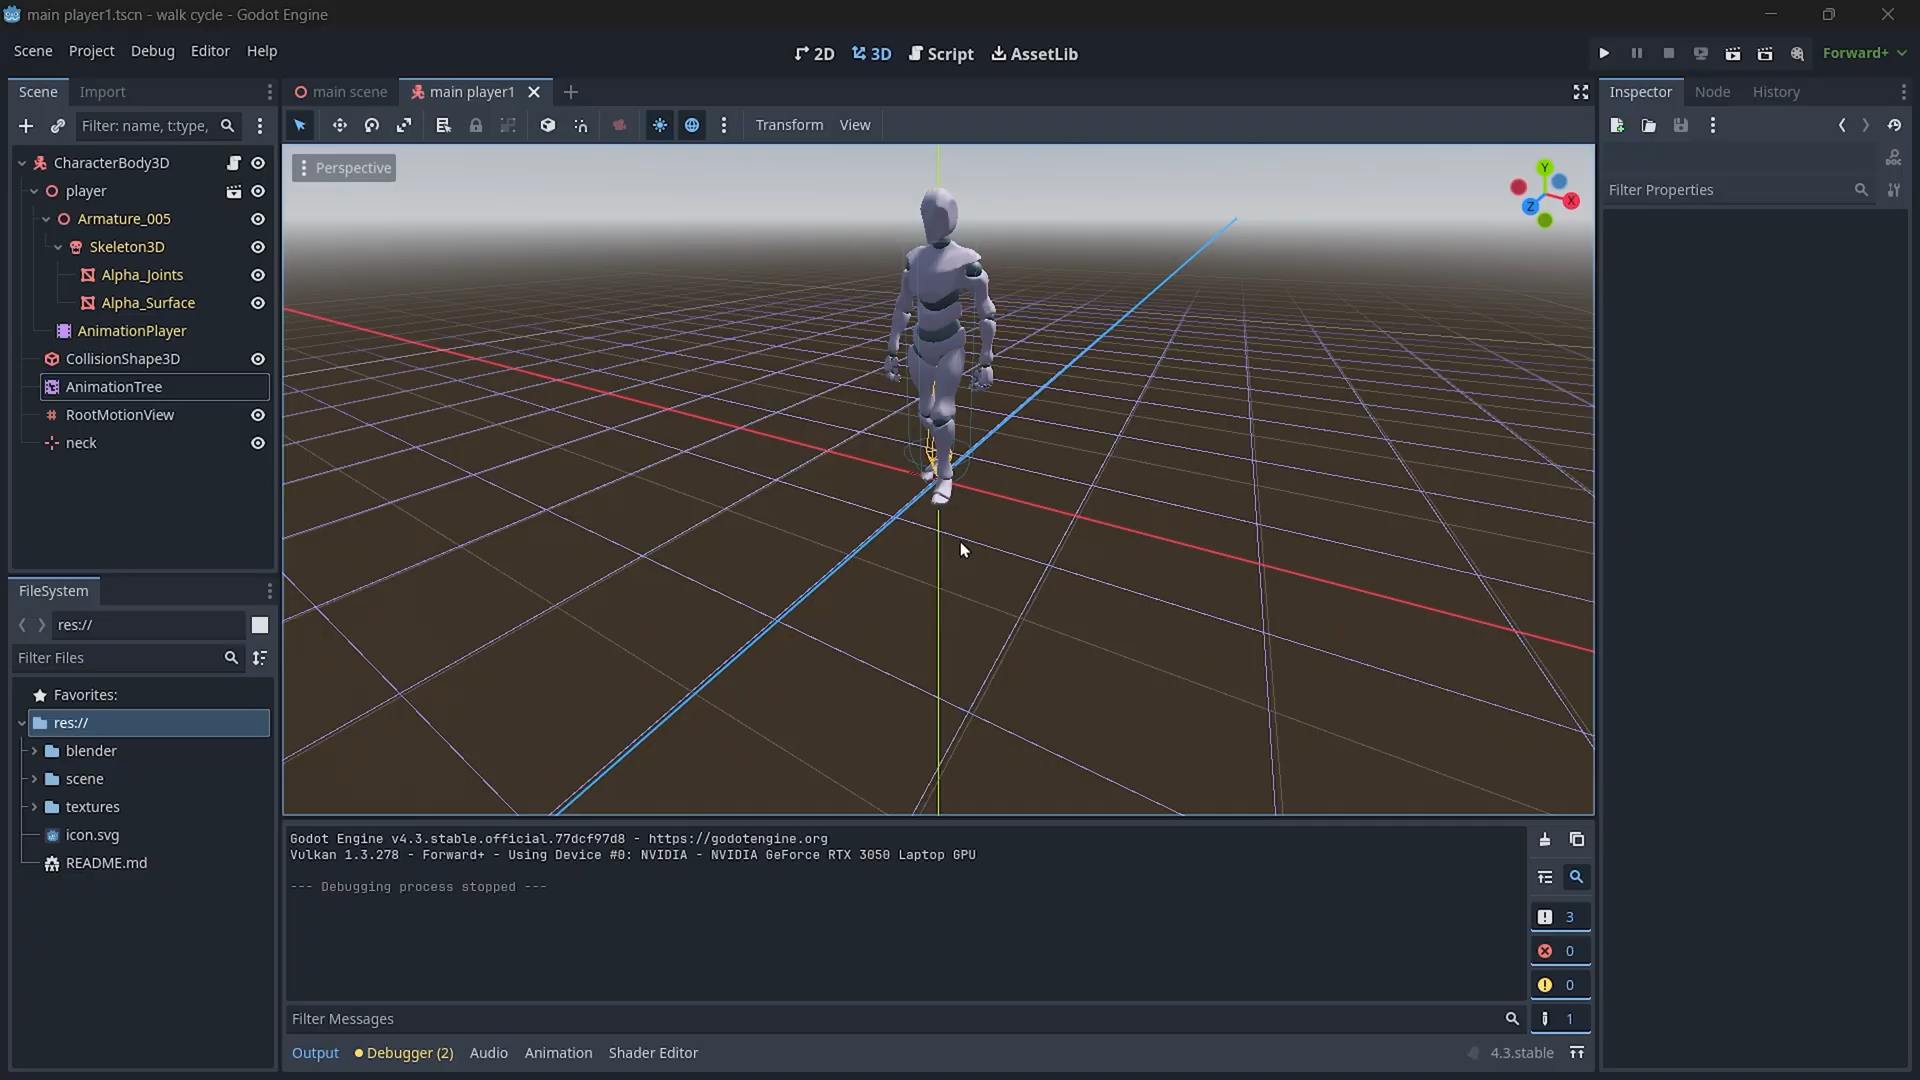 main player1.tscn - walk cycle - Godot Engine
Scene Project Debug Editor Help
2D 3D Script AssetLib
Forward+
Scene Import
Filter: name, t:type,
CharacterBody3D
player
Armature_005
Skeleton3D
Alpha_Joints
Alpha_Surface
AnimationPlayer
CollisionShape3D
AnimationTree
RootMotionView
neck
FileSystem
res://
Filter Files
Favorites:
res://
blender
scene
textures
icon.svg
README.md
main scene main player1
Transform View
Perspective
Y
X
Z
Godot Engine v4.3.stable.official.77dcf97d8 - https://godotengine.org
Vulkan 1.3.278 - Forward+ - Using Device #0: NVIDIA - NVIDIA GeForce RTX 3050 Laptop GPU
--- Debugging process stopped ---
3
0
0
1
Filter Messages
Output Debugger (2) Audio Animation Shader Editor
4.3.stable
Inspector Node History
DOC
Filter Properties